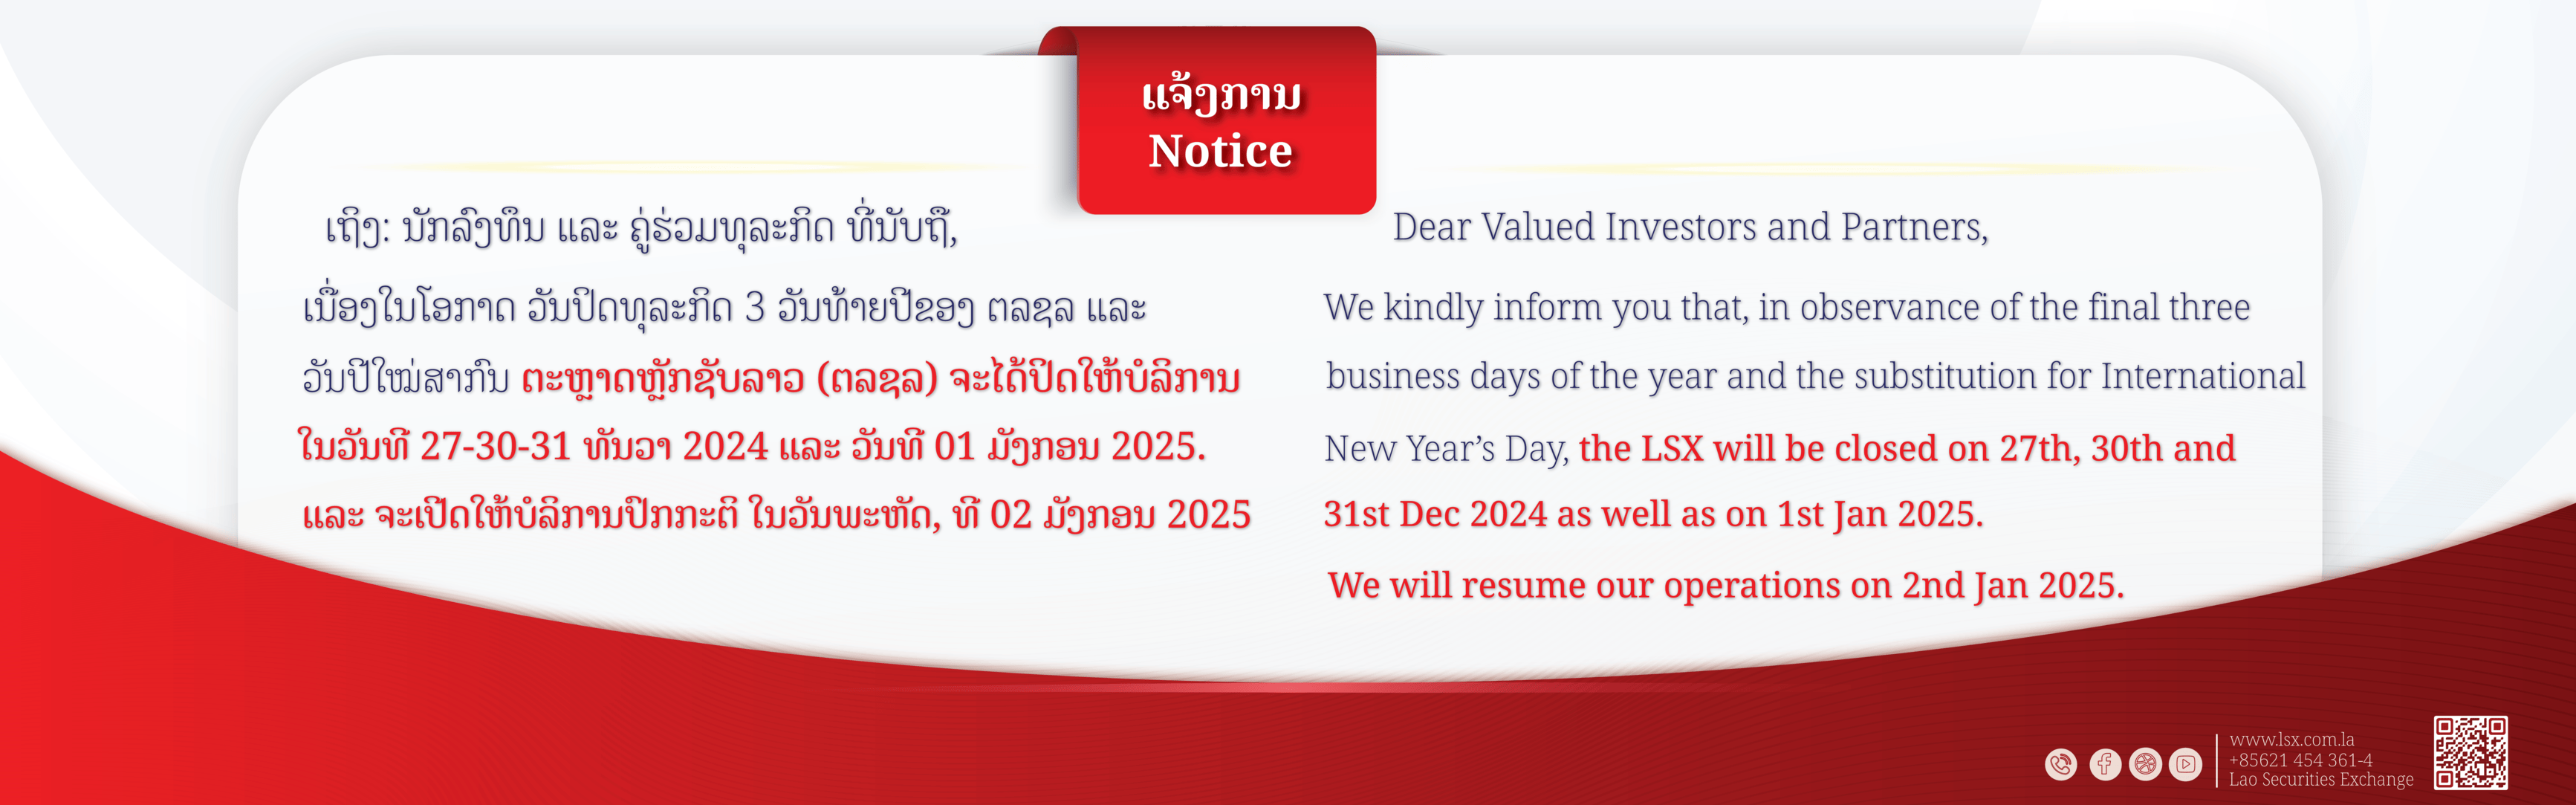 ແຈ້ງການ
Notice
ເຖິງ: ນັກລົງທຶນ ແລະ ຄູ່ຮ່ວມທຸລະກິດ ທີ່ນັບຖື,
ເນື່ອງໃນໂອກາດ ວັນປິດທຸລະກິດ 3 ວັນທ້າຍປີຂອງ ຕລຊລ ແລະ
ວັນປີໃໝ່ສາກົນ ຕະຫຼາດຫຼັກຊັບລາວ (ຕລຊລ) ຈະໄດ້ປິດໃຫ້ບໍລິການ
ໃນວັນທີ 27-30-31 ທັນວາ 2024 ແລະ ວັນທີ 01 ມັງກອນ 2025.
ແລະ ຈະເປີດໃຫ້ບໍລິການປົກກະຕິ ໃນວັນພະຫັດ, ທີ 02 ມັງກອນ 2025
Dear Valued Investors and Partners,
We kindly inform you that, in observance of the final three
business days of the year and the substitution for International
New Year’s Day, the LSX will be closed on 27th, 30th and
31st Dec 2024 as well as on 1st Jan 2025.
We will resume our operations on 2nd Jan 2025.
www.lsx.com.la
+85621 454 361-4
Lao Securities Exchange